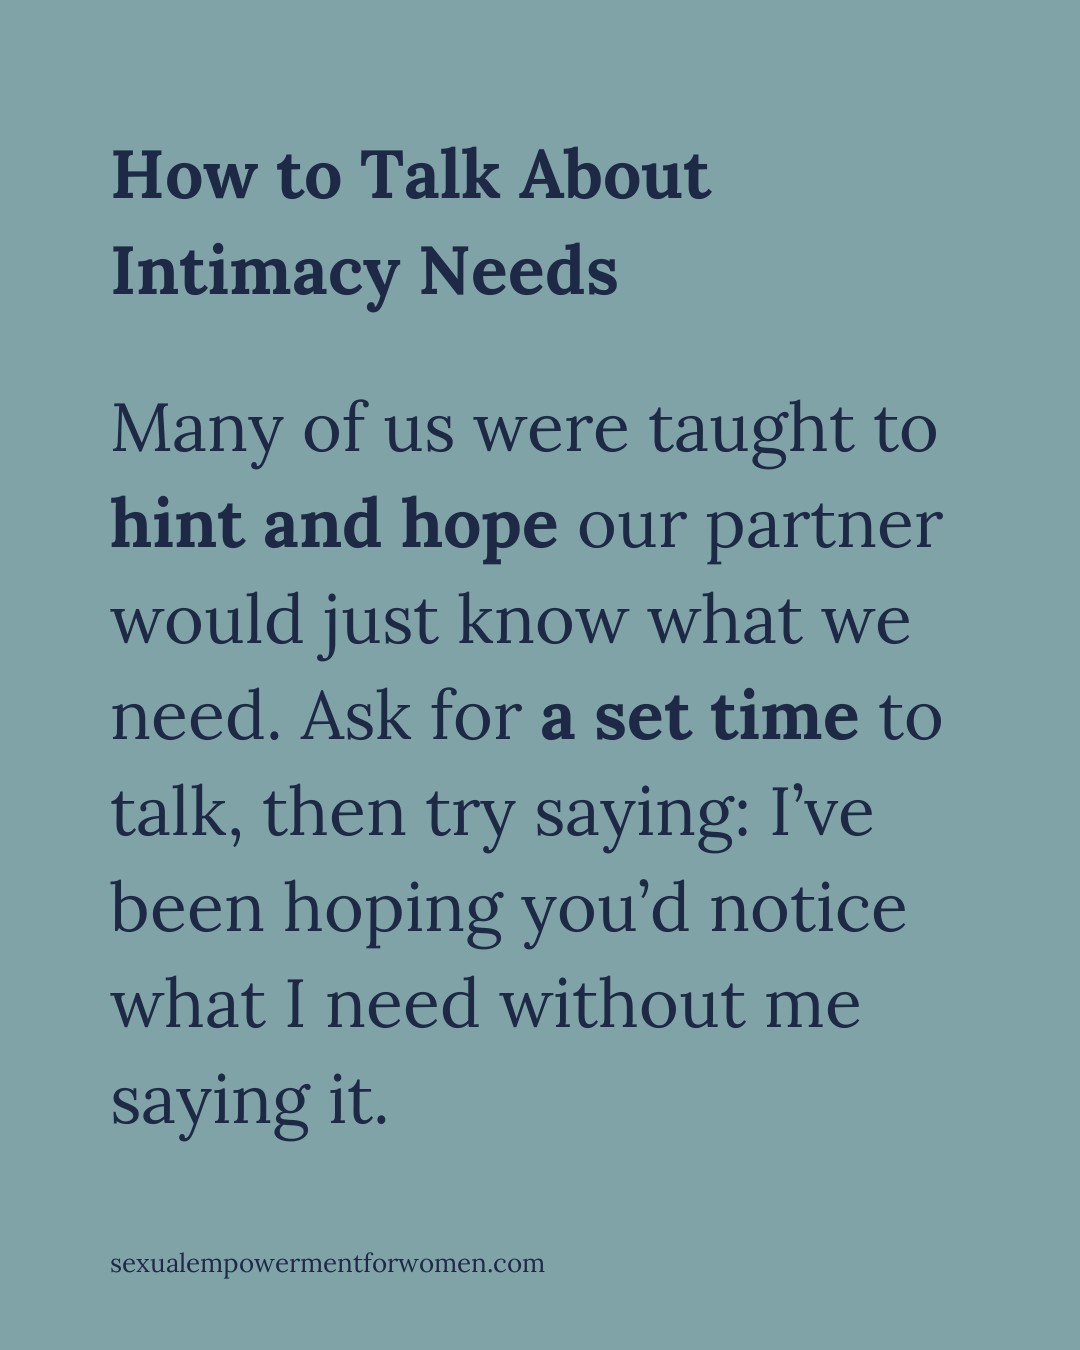 How to Talk About
Intimacy Needs
Many of us were taught to
hint and hope our partner
would just know what we
need. Ask for a set time to
talk, then try saying: I’ve
been hoping you’d notice
what I need without me
saying it.
sexualempowermentforwomen.com